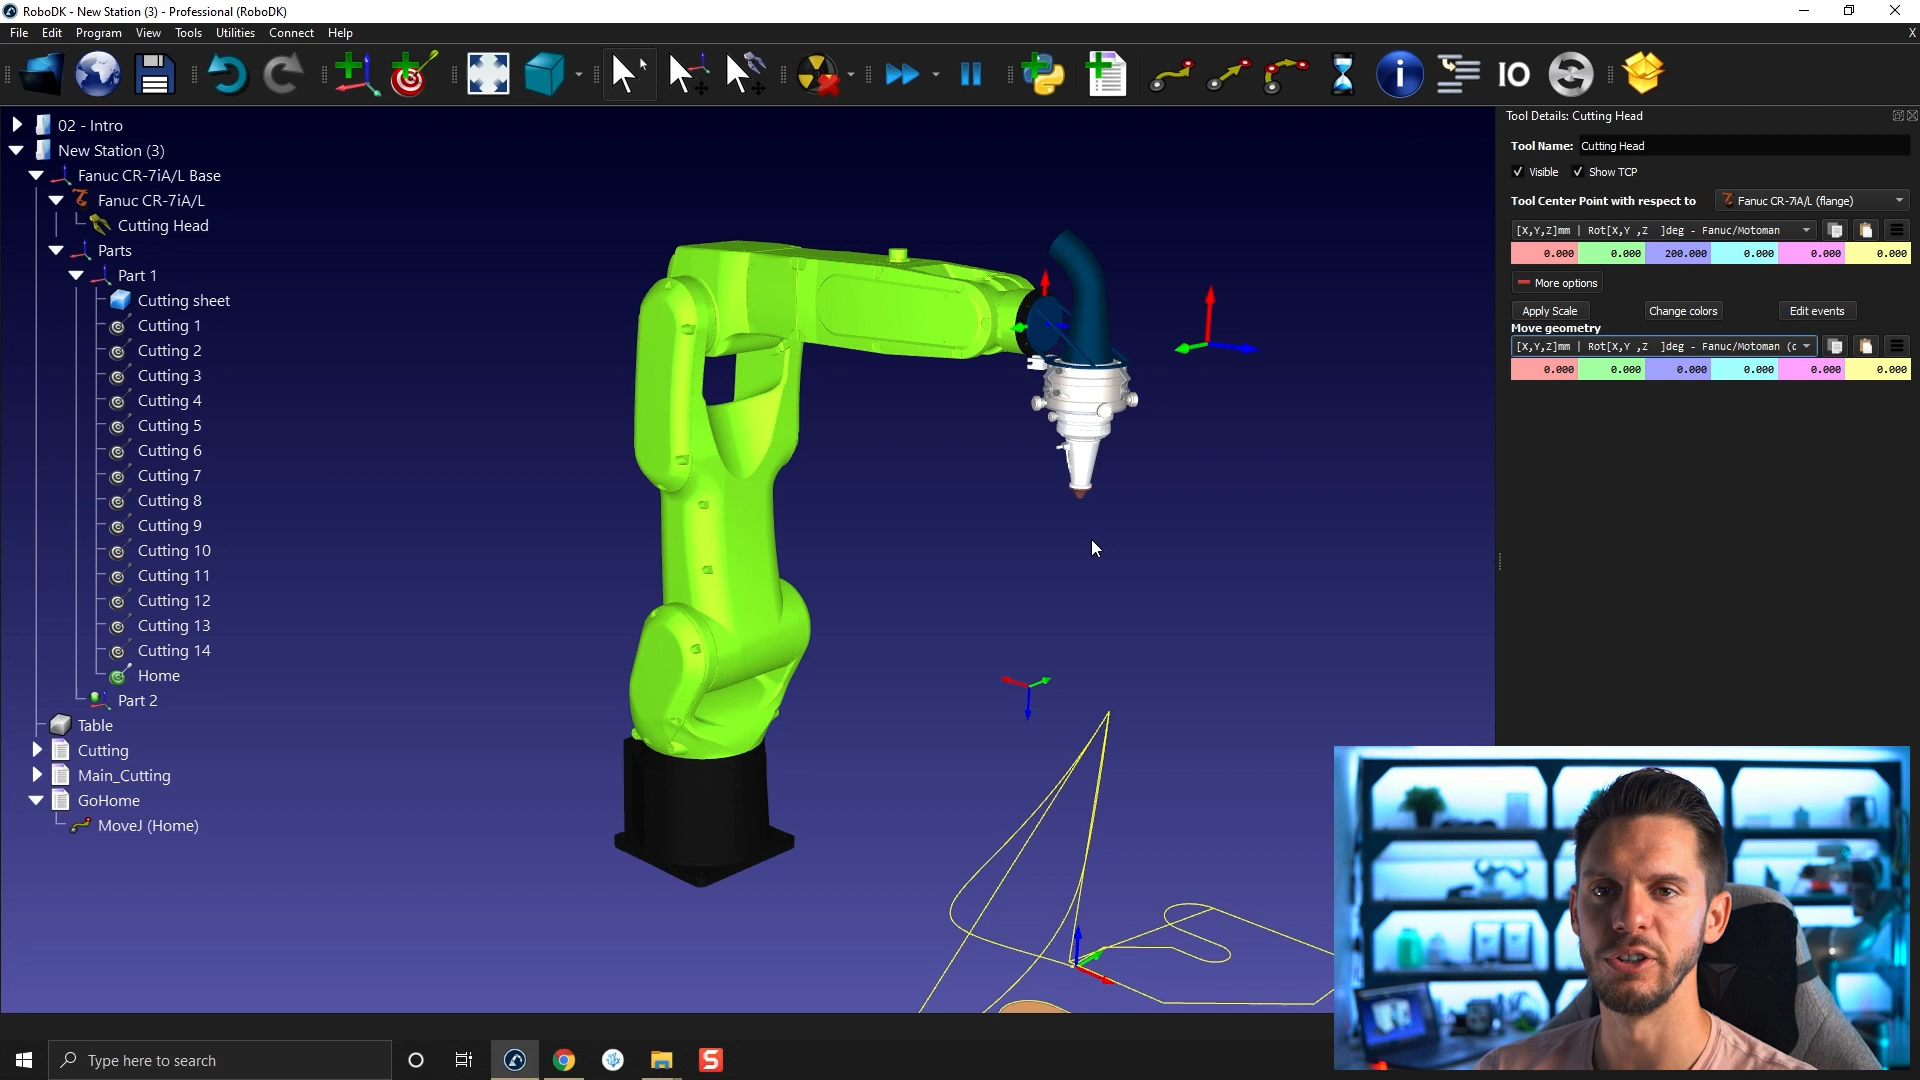 RoboDK - New Station (3) - Professional (RoboDK)
File Edit Program View Tools Utilities Connect Help
X
IO
02 - Intro
New Station (3)
Fanuc CR-7iA/L Base
Fanuc CR-7iA/L
Cutting Head
Parts
Part 1
Cutting sheet
Cutting 1
Cutting 2
Cutting 3
Cutting 4
Cutting 5
Cutting 6
Cutting 7
Cutting 8
Cutting 9
Cutting 10
Cutting 11
Cutting 12
Cutting 13
Cutting 14
Home
Part 2
Table
Cutting
Main_Cutting
GoHome
MoveJ (Home)
Tool Details: Cutting Head
Tool Name: Cutting Head
Visible Show TCP
Tool Center Point with respect to Fanuc CR-7iA/L (flange)
[X,Y,Z]mm | Rot[X,Y ,Z ]deg - Fanuc/Motoman
0.000 0.000 200.000 0.000 0.000 0.000
More options
Apply Scale Change colors Edit events
Move geometry
[X,Y,Z]mm | Rot[X,Y ,Z ]deg - Fanuc/Motoman (c
0.000 0.000 0.000 0.000 0.000 0.000
Type here to search
S